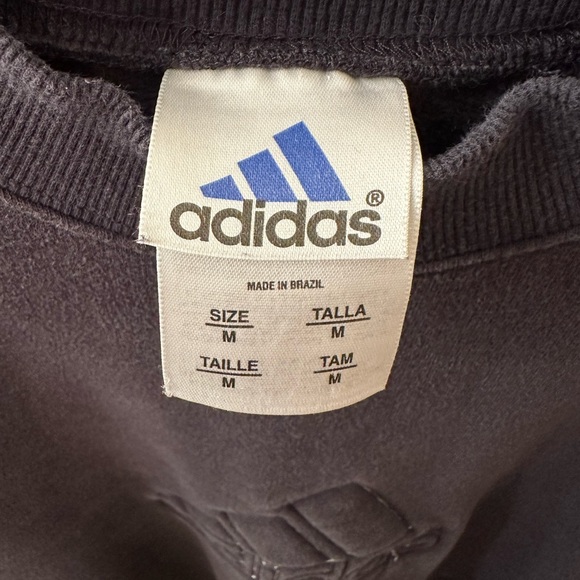 adidas®
MADE IN BRAZIL
SIZE TALLA
M M
TAILLE TAM
M M